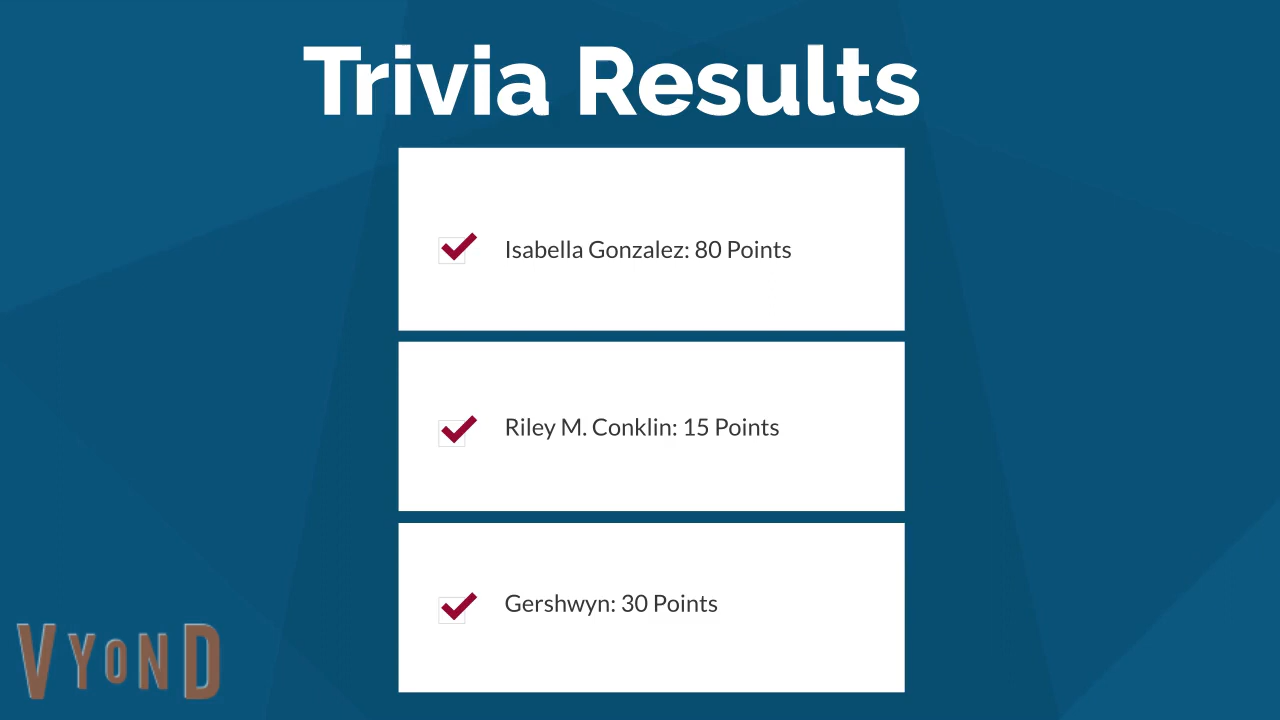 Trivia Results
Isabella Gonzalez: 80 Points
Riley M. Conklin: 15 Points
Gershwyn: 30 Points
VYOND